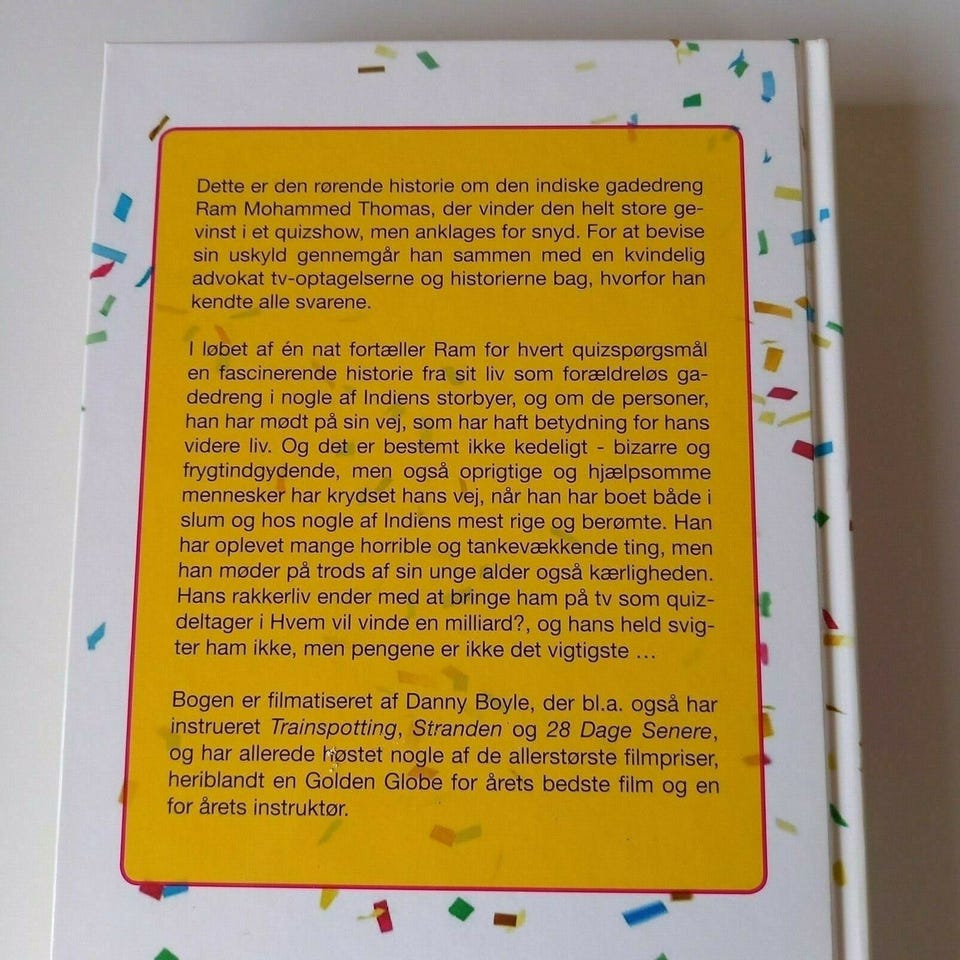 Dette er den rørende historie om den indiske gadedreng
Ram Mohammed Thomas, der vinder den helt store ge-
vinst i et quizshow, men anklages for snyd. For at bevise
sin uskyld gennemgår han sammen med en kvindelig
advokat tv-optagelserne og historierne bag, hvorfor han
kendte alle svarene.
I løbet af én nat fortæller Ram for hvert quizspørgsmål
en fascinerende historie fra sit liv som forældreløs ga-
dedreng i nogle af Indiens storbyer, og om de personer,
han har mødt på sin vej, som har haft betydning for hans
videre liv. Og det er bestemt ikke kedeligt - bizarre og
frygtindgydende, men også oprigtige og hjælpsomme
mennesker har krydset hans vej, når han har boet både i
slum og hos nogle af Indiens mest rige og berømte. Han
har oplevet mange horrible og tankevækkende ting, men
han møder på trods af sin unge alder også kærligheden.
Hans rakkerliv ender med at bringe ham på tv som quiz-
deltager i Hvem vil vinde en milliard?, og hans held svig-
ter ham ikke, men pengene er ikke det vigtigste ...
Bogen er filmatiseret af Danny Boyle, der bl.a. også har
instrueret Trainspotting, Stranden og 28 Dage Senere,
og har allerede høstet nogle af de allerstørste filmpriser,
heriblandt en Golden Globe for årets bedste film og en
for årets instruktør.